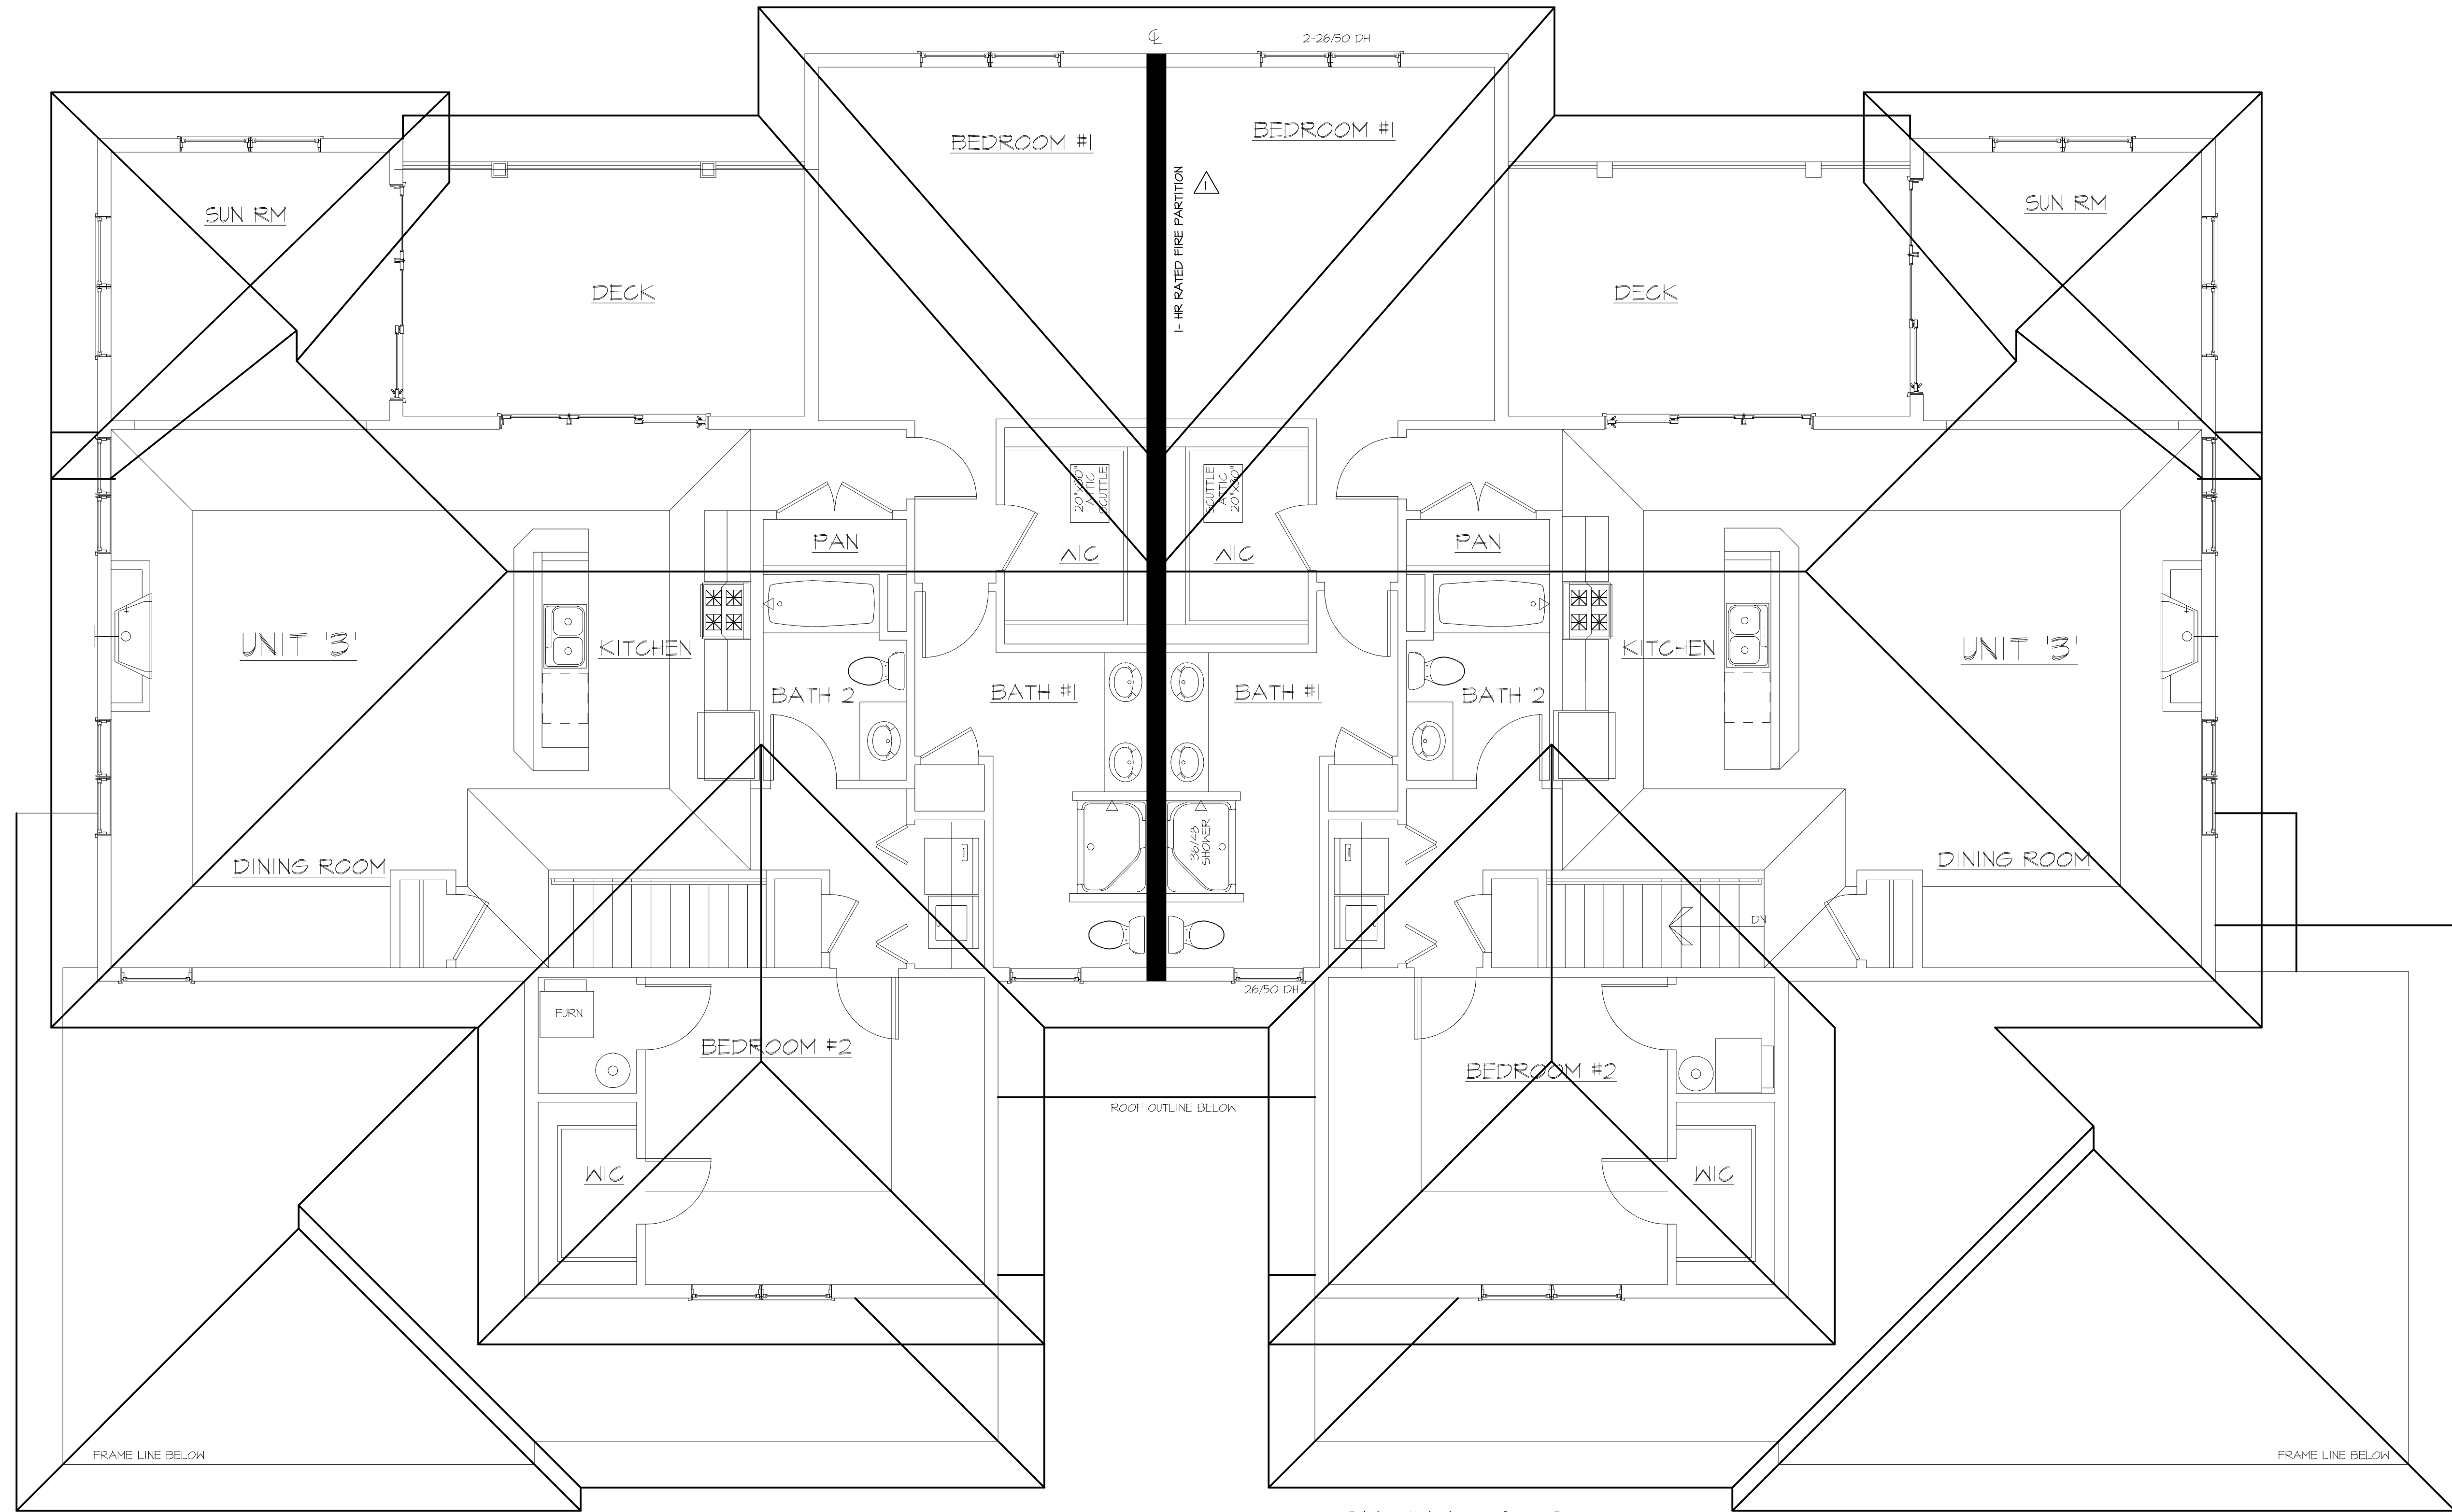 ℄
2-26/50 DH
BEDROOM #1
BEDROOM #1
1- HR RATED FIRE PARTITION
1
SUN RM
SUN RM
DECK
DECK
20"x30"
ATTIC
SCUTTLE
SCUTTLE
ATTIC
20"x30"
PAN
WIC
WIC
PAN
UNIT '3'
KITCHEN
KITCHEN
UNIT '3'
BATH 2
BATH #1
BATH #1
BATH 2
36/48
SHOWER
DINING ROOM
DINING ROOM
DN
26/50 DH
FURN
BEDROOM #2
BEDROOM #2
ROOF OUTLINE BELOW
WIC
WIC
FRAME LINE BELOW
FRAME LINE BELOW